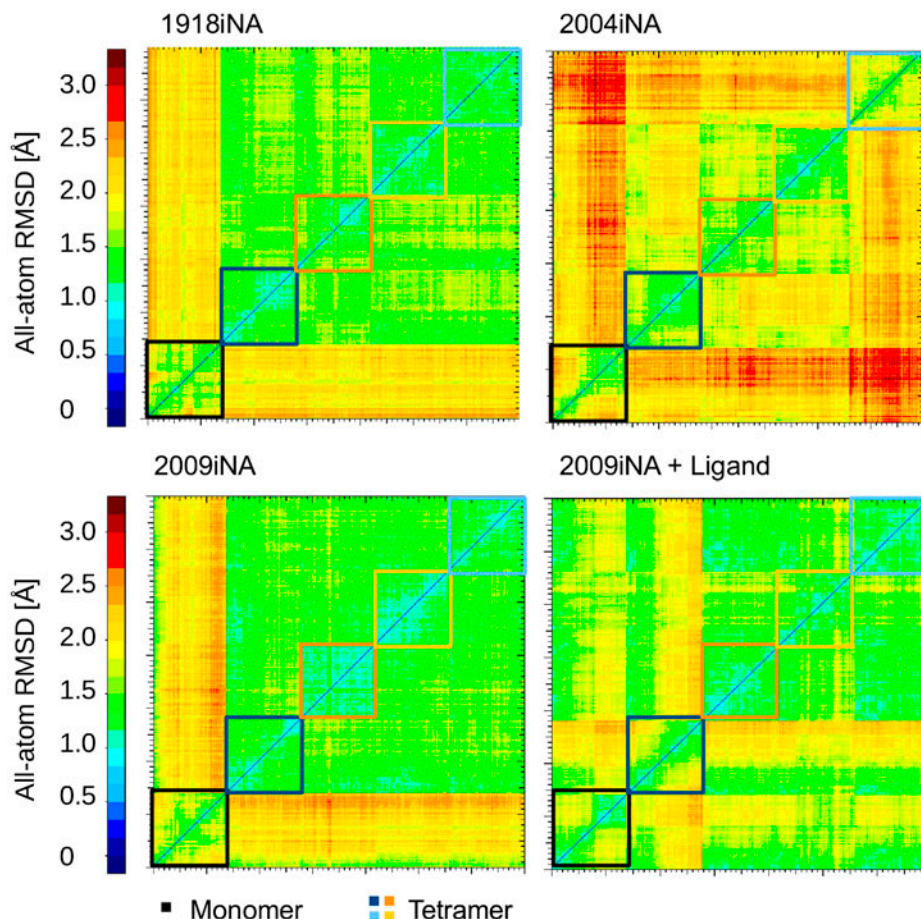 1918iNA
2004iNA
All-atom RMSD [Å]
3.0
2.5
2.0
1.5
1.0
0.5
0
2009iNA
2009iNA + Ligand
All-atom RMSD [Å]
3.0
2.5
2.0
1.5
1.0
0.5
0
Monomer
Tetramer